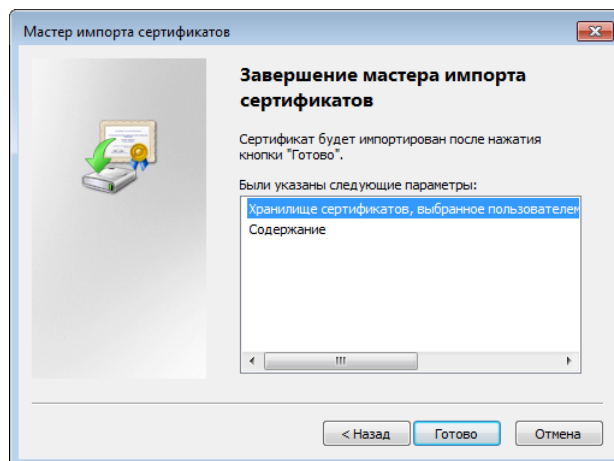 Мастер импорта сертификатов
Завершение мастера импорта
сертификатов
Сертификат будет импортирован после нажатия
кнопки "Готово".
Были указаны следующие параметры:
Хранилище сертификатов, выбранное пользователем
Содержание
< Назад Готово Отмена